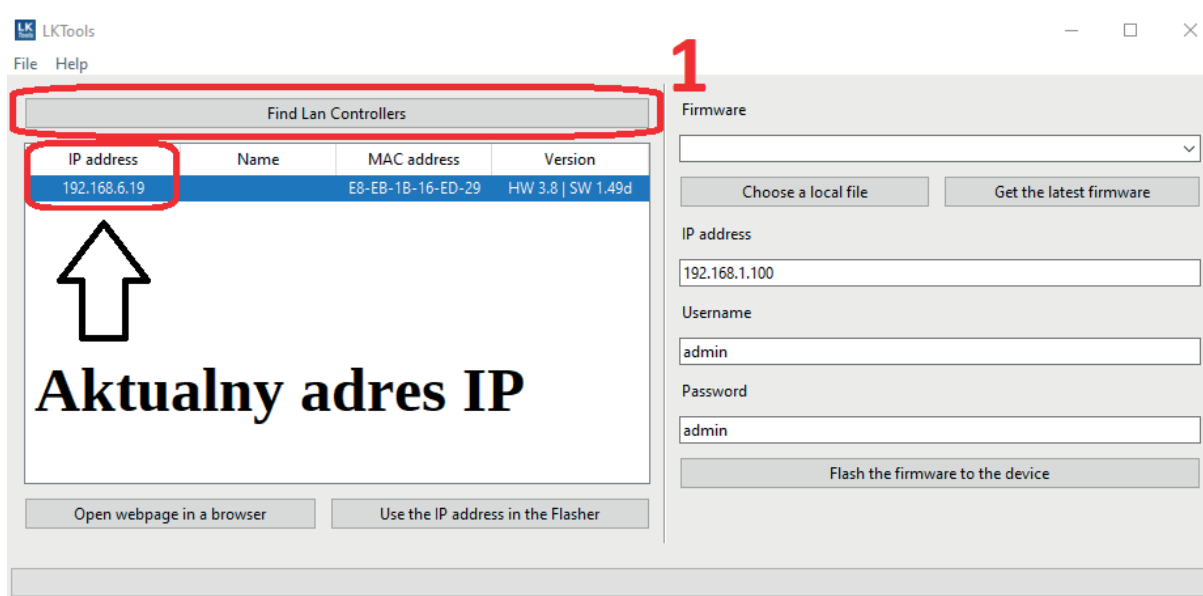 LK Tools LKTools
File Help
1
Find Lan Controllers
IP address Name MAC address Version
192.168.6.19 E8-EB-1B-16-ED-29 HW 3.8 | SW 1.49d
Aktualny adres IP
Open webpage in a browser Use the IP address in the Flasher
Firmware
Choose a local file Get the latest firmware
IP address
192.168.1.100
Username
admin
Password
admin
Flash the firmware to the device